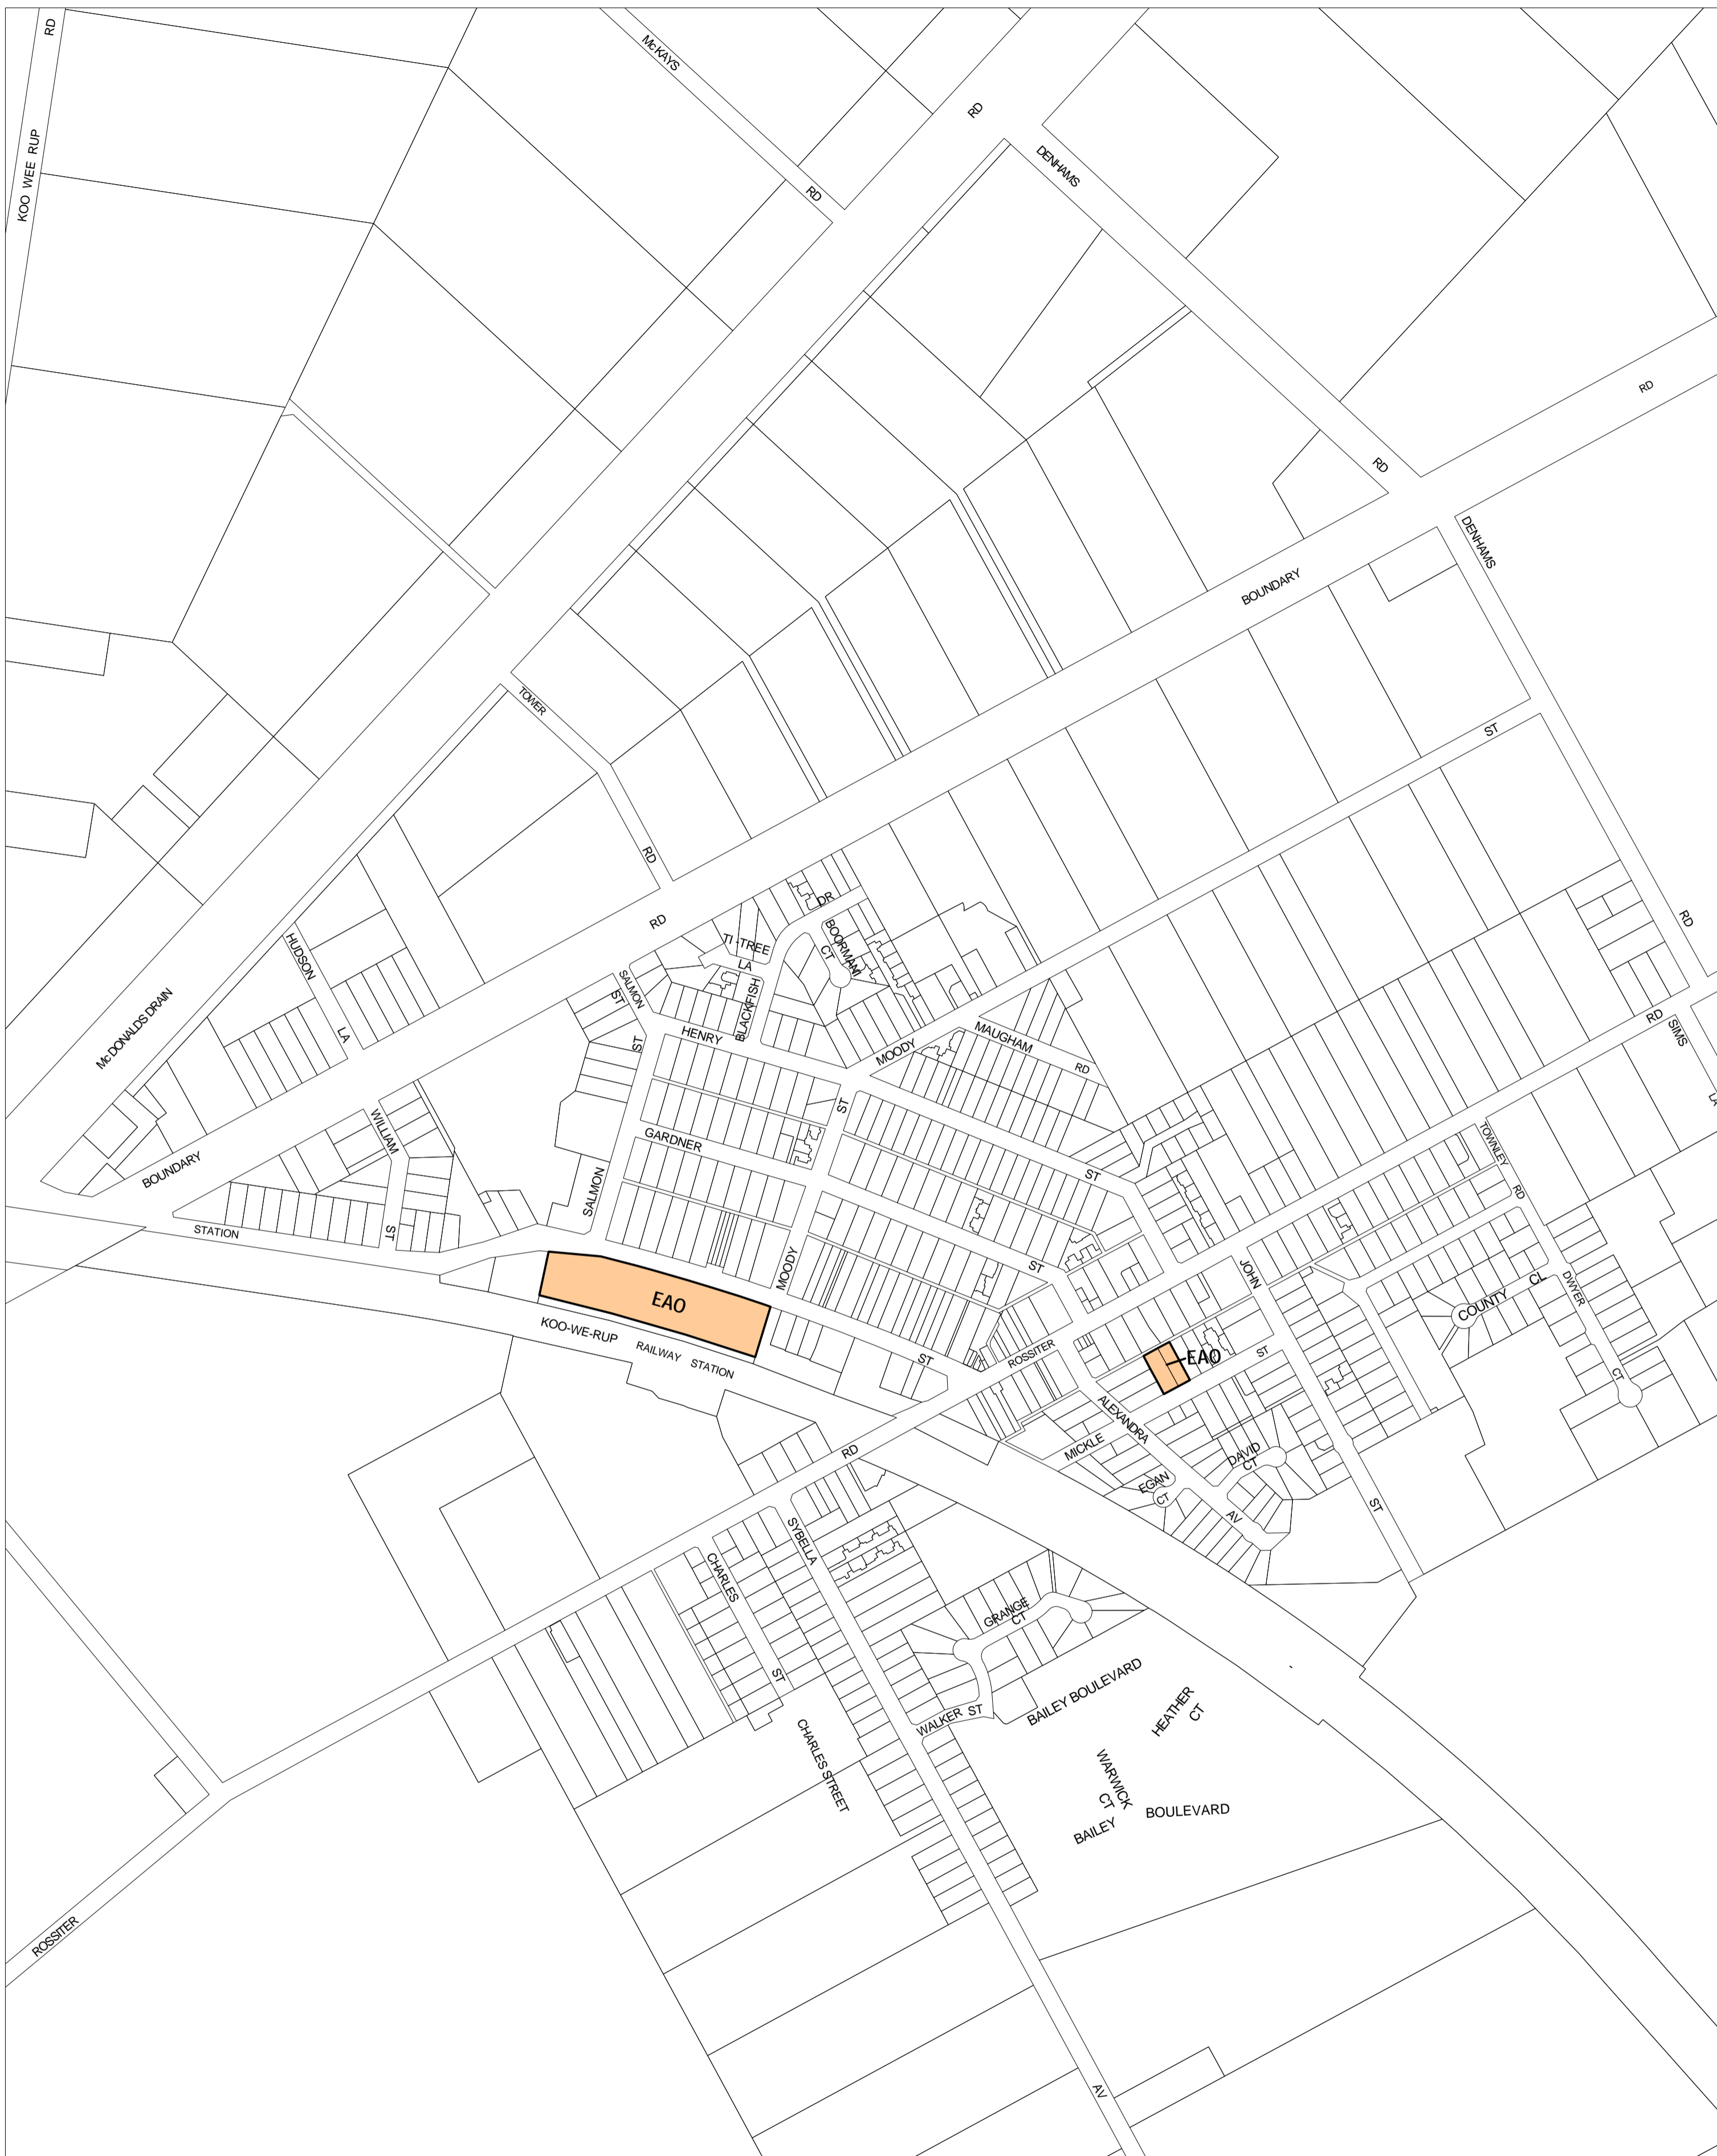 RD
McKAYS
RD
KOO WEE RUP
DENHAMS
RD
RD
RD
DENHAMS
BOUNDARY
TOWER
ST
RD
DR
RD
RD
TI -TREE
BOORMAN
CT
HUDSON
LA
SALMON
ST
BLACKFISH
McDONALDS DRAIN
LA
HENRY
ST
MOODY
MAUGHAM
RD
RD
SIMS
LA
WILLIAM
ST
GARDNER
TOWNLEY
BOUNDARY
ST
RD
SALMON
STATION
ST
MOODY
ST
JOHN
DWYER
CL
COUNTY
EAO
KOO-WE-RUP
RAILWAY
STATION
ST
ROSSITER
EAO
ST
CT
ALEXANDRA
MICKLE
RD
DAVID
CT
EGAN
CT
AV
ST
SYBELLA
CHARLES
GRANGE
CT
ST
BAILEY BOULEVARD
HEATHER
CT
WALKER
ST
CHARLES STREET
WARWICK
CT
BOULEVARD
BAILEY
ROSSITER
AV